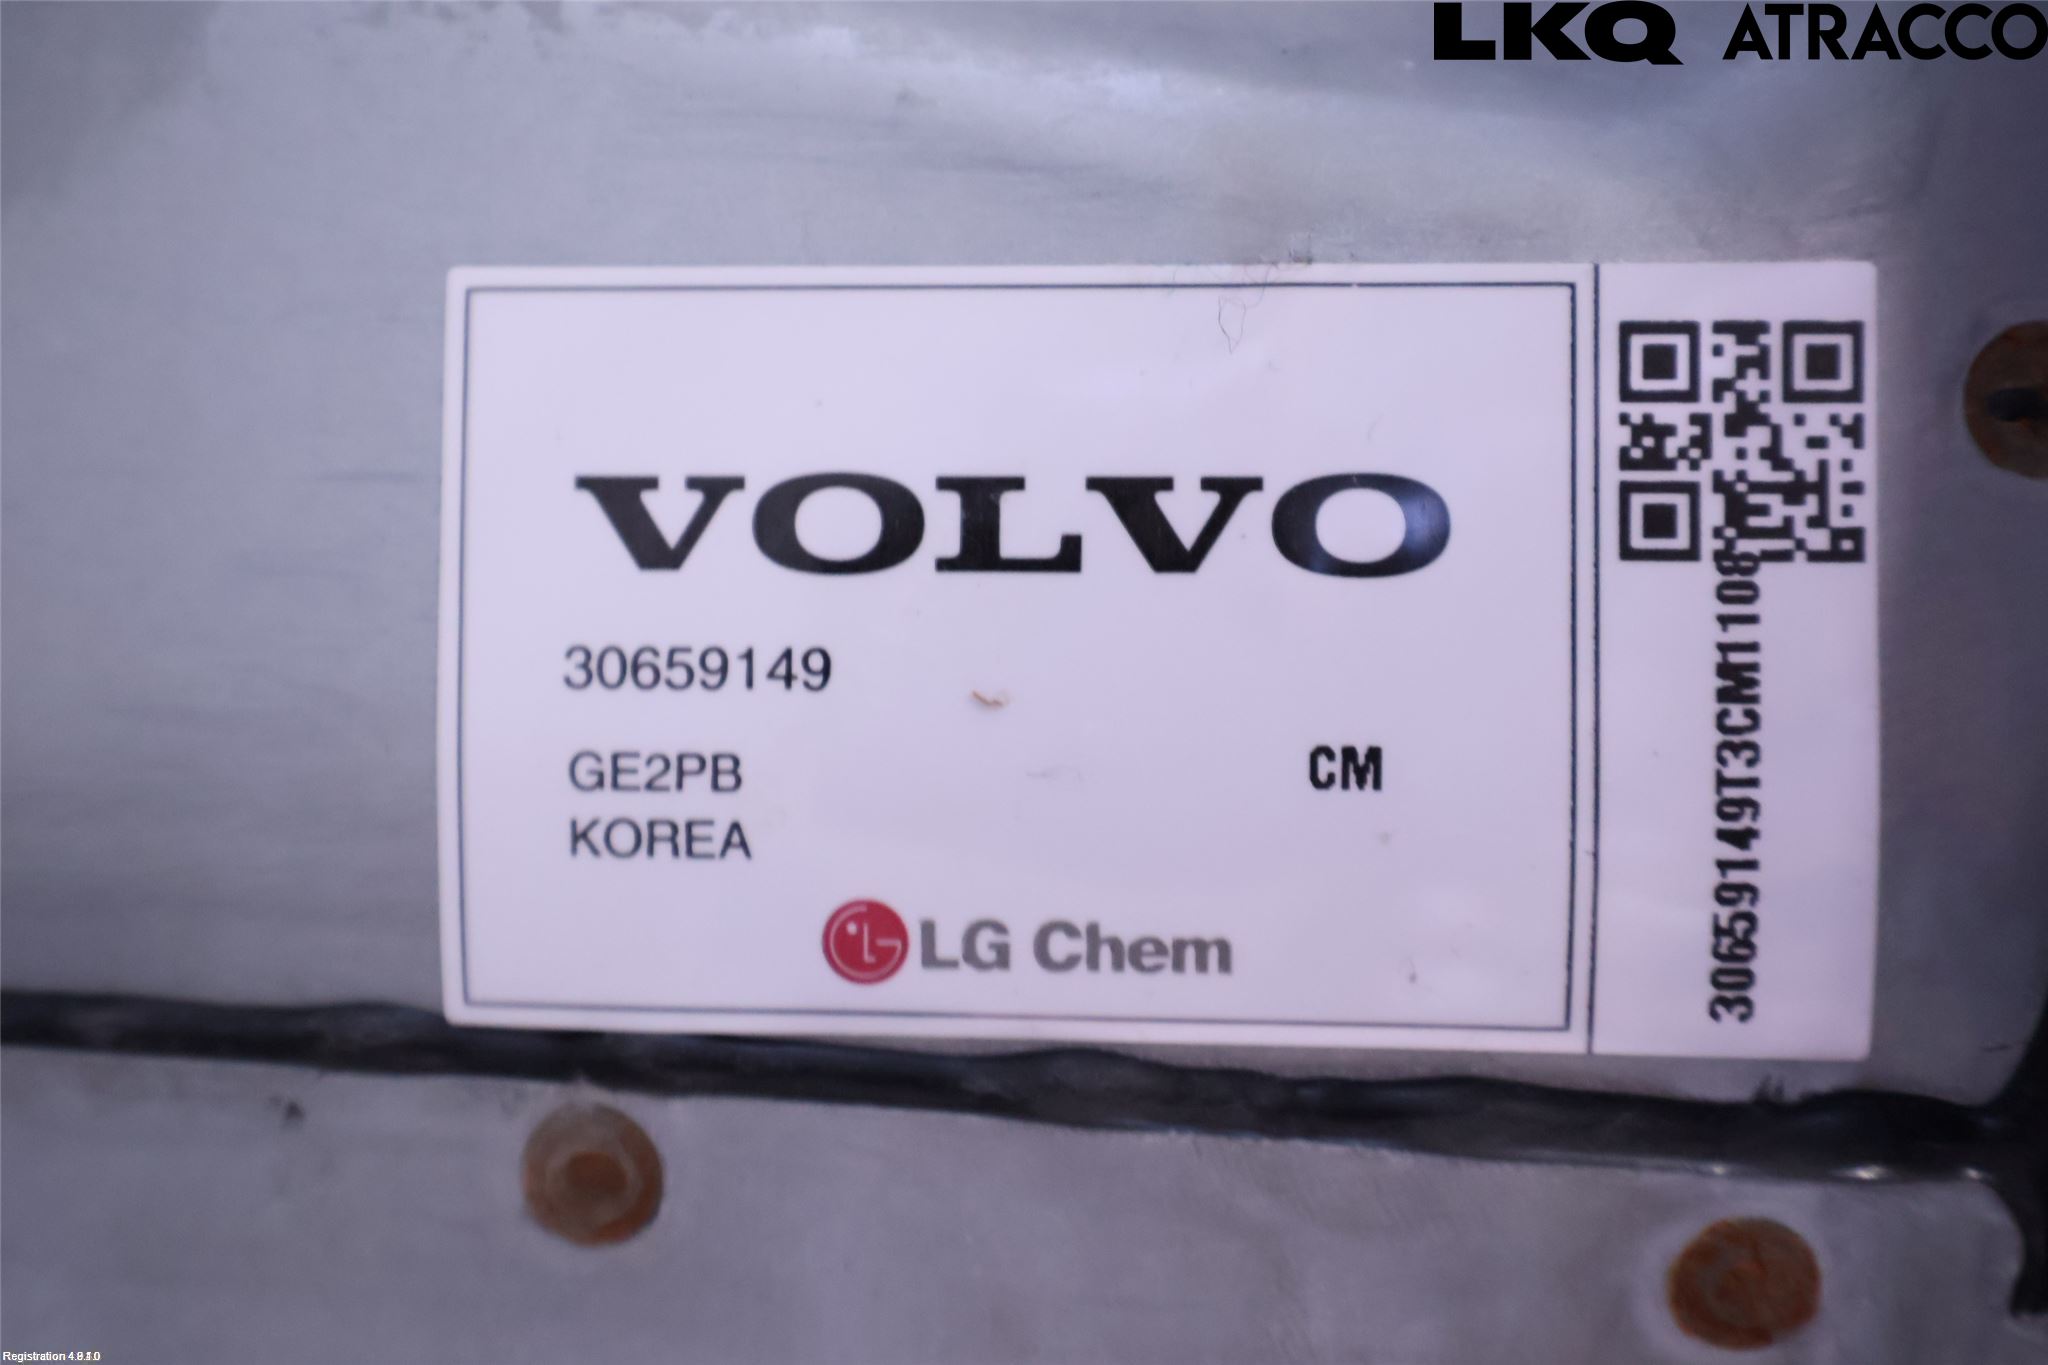 LKQ ATRACCO
VOLVO
30659149
GE2PB
CM
KOREA
LG Chem
30659149T3CM1108